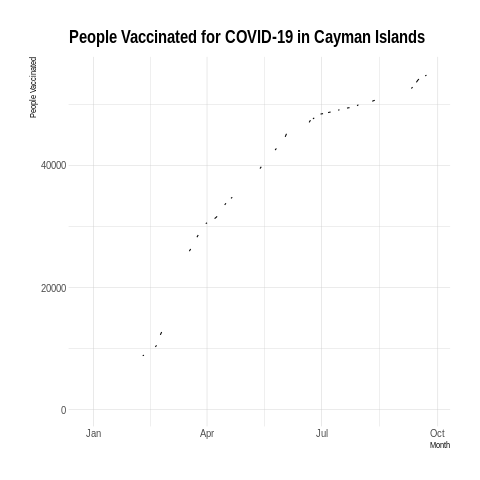 People Vaccinated for COVID-19 in Cayman Islands
People Vaccinated
40000
20000
0
Jan Apr Jul Oct
Month